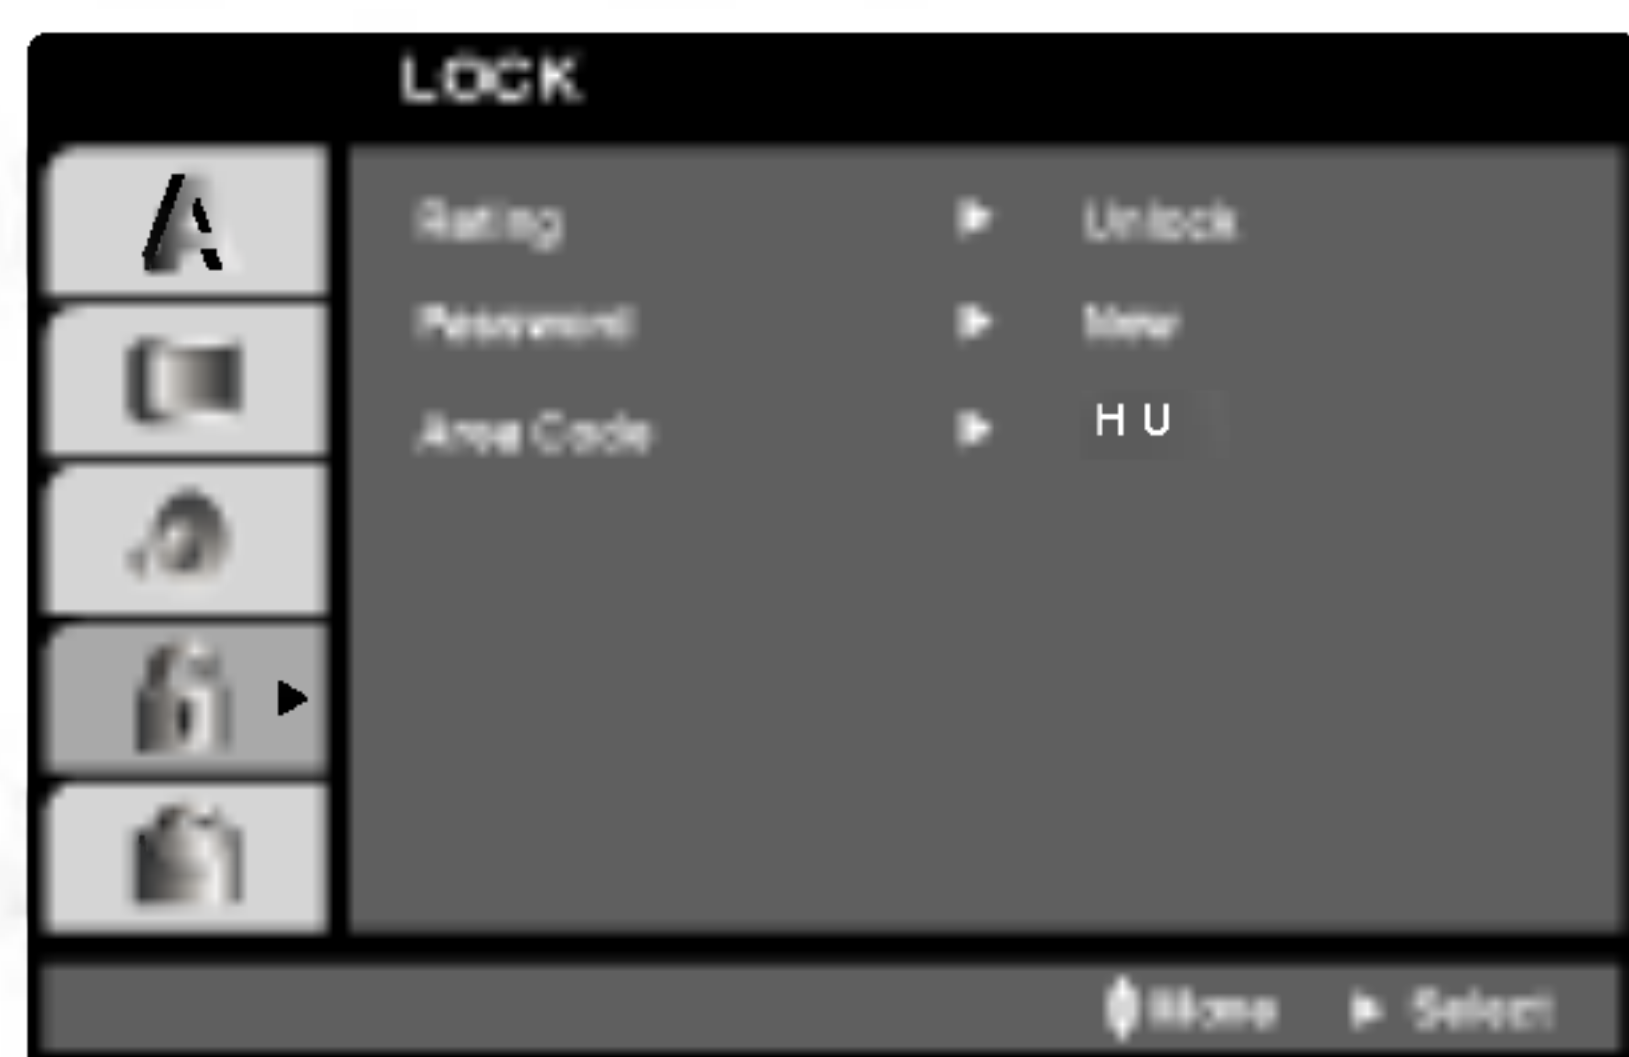 LOCK
Rating ▶ Unlock
Password ▶ New
Area Code ▶ H U
Move ▶ Select